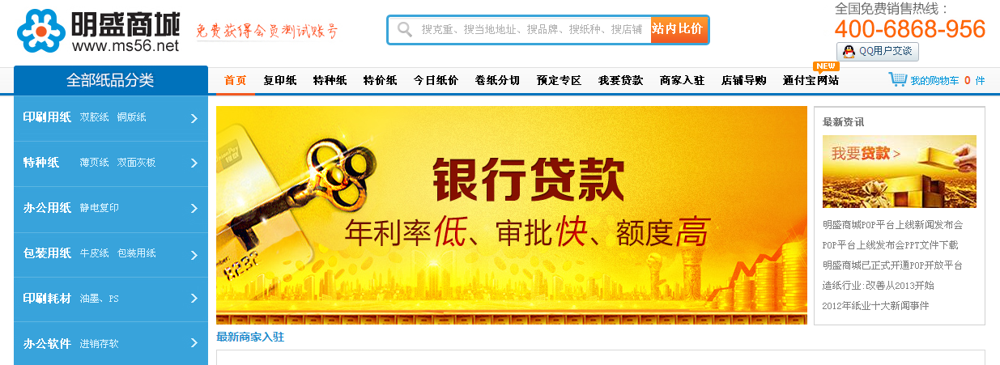 明盛商城
www.ms56.net
免费获得会员测试账号
搜克重、搜当地地址、搜品牌、搜纸种、搜店铺
站内比价
全国免费销售热线：
400-6868-956
QQ用户交谈
全部纸品分类
首页 复印纸 特种纸 特价纸 今日纸价 卷纸分切 预定专区 我要贷款 商家入驻 店铺导购 通付宝网站
NEW
我的购物车 0 件
印刷用纸 双胶纸 铜版纸
特种纸 薄页纸 双面灰板
办公用纸 静电复印
包装用纸 牛皮纸 包装用纸
印刷耗材 油墨、PS
办公软件 进销存软
银行贷款
年利率低、审批快、额度高
最新资讯
我要贷款 >
明盛商城POP平台上线新闻发布会
POP平台上线发布会PPT文件下载
明盛商城已正式开通POP开放平台
造纸行业:改善从2013开始
2012年纸业十大新闻事件
最新商家入驻